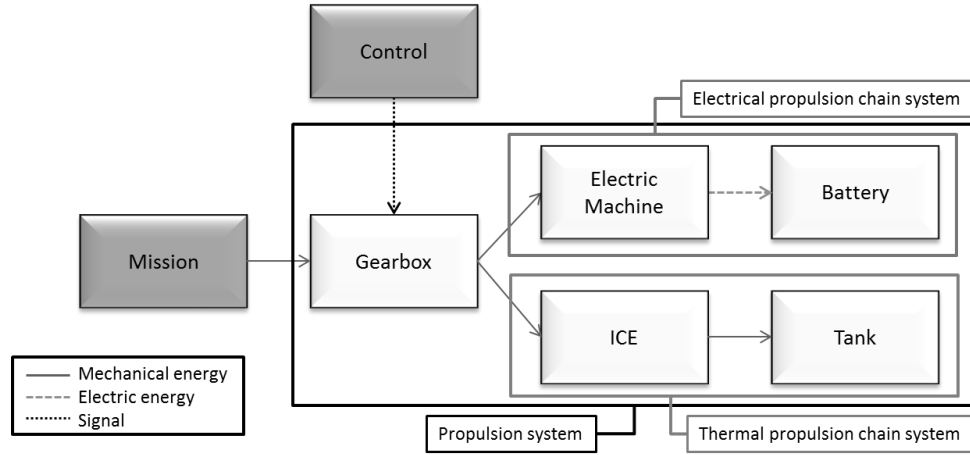 Control
Electrical propulsion chain system
Electric
Machine
Battery
Mission
Gearbox
ICE
Tank
Mechanical energy
Electric energy
Signal
Propulsion system
Thermal propulsion chain system